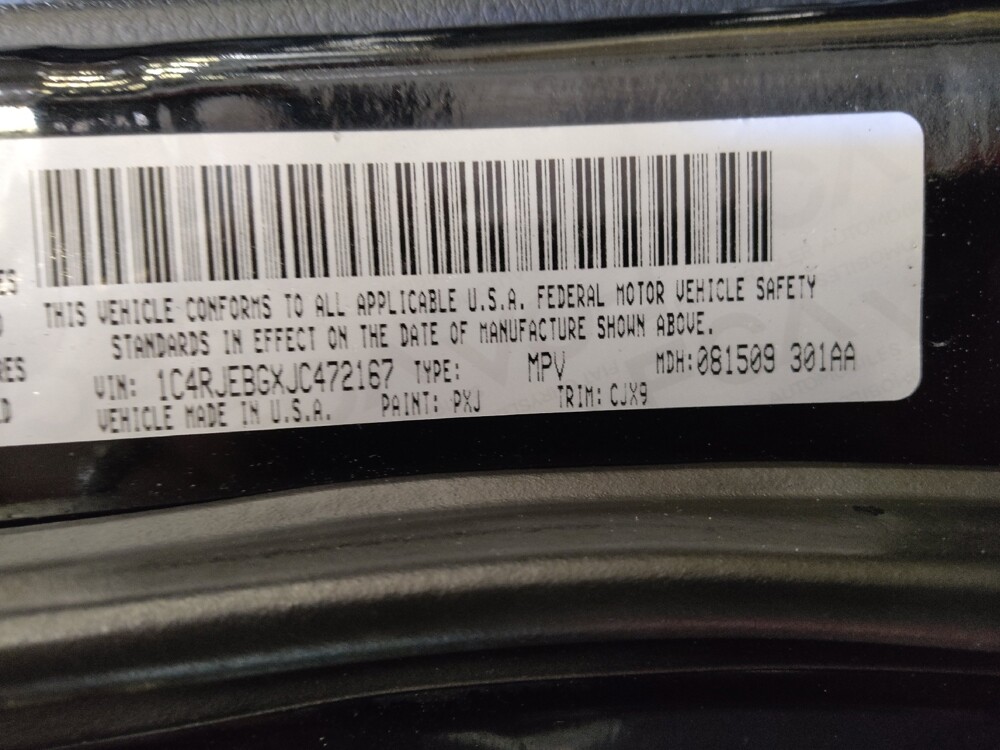 THIS VEHICLE CONFORMS TO ALL APPLICABLE U.S.A. FEDERAL MOTOR VEHICLE SAFETY
STANDARDS IN EFFECT ON THE DATE OF MANUFACTURE SHOWN ABOVE.
VIN: 1C4RJEBGXJC472167 TYPE: MPV MDH:081509 301AA
VEHICLE MADE IN U.S.A. PAINT: PXJ TRIM: CJX9